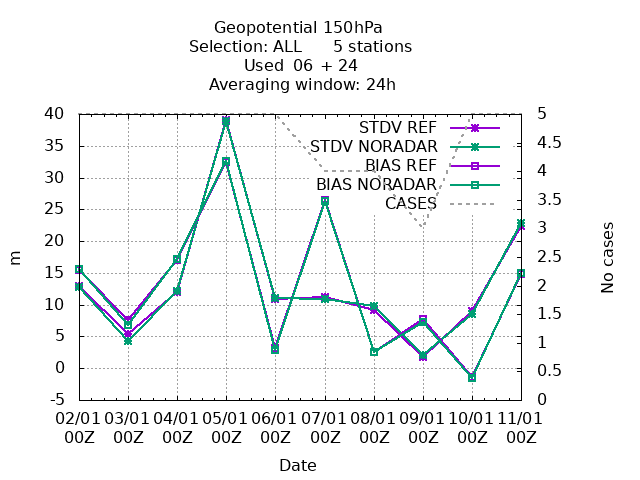 Geopotential 150hPa
Selection: ALL 5 stations
Used 06 + 24
Averaging window: 24h
40 35 30 25 20 15 10 5 0 -5
m
STDV REF
STDV NORADAR
BIAS REF
BIAS NORADAR
CASES
5 4.5 4 3.5 3 2.5 2 1.5 1 0.5 0
No cases
02/01 03/01 04/01 05/01 06/01 07/01 08/01 09/01 10/01 11/01
00Z 00Z 00Z 00Z 00Z 00Z 00Z 00Z 00Z 00Z
Date